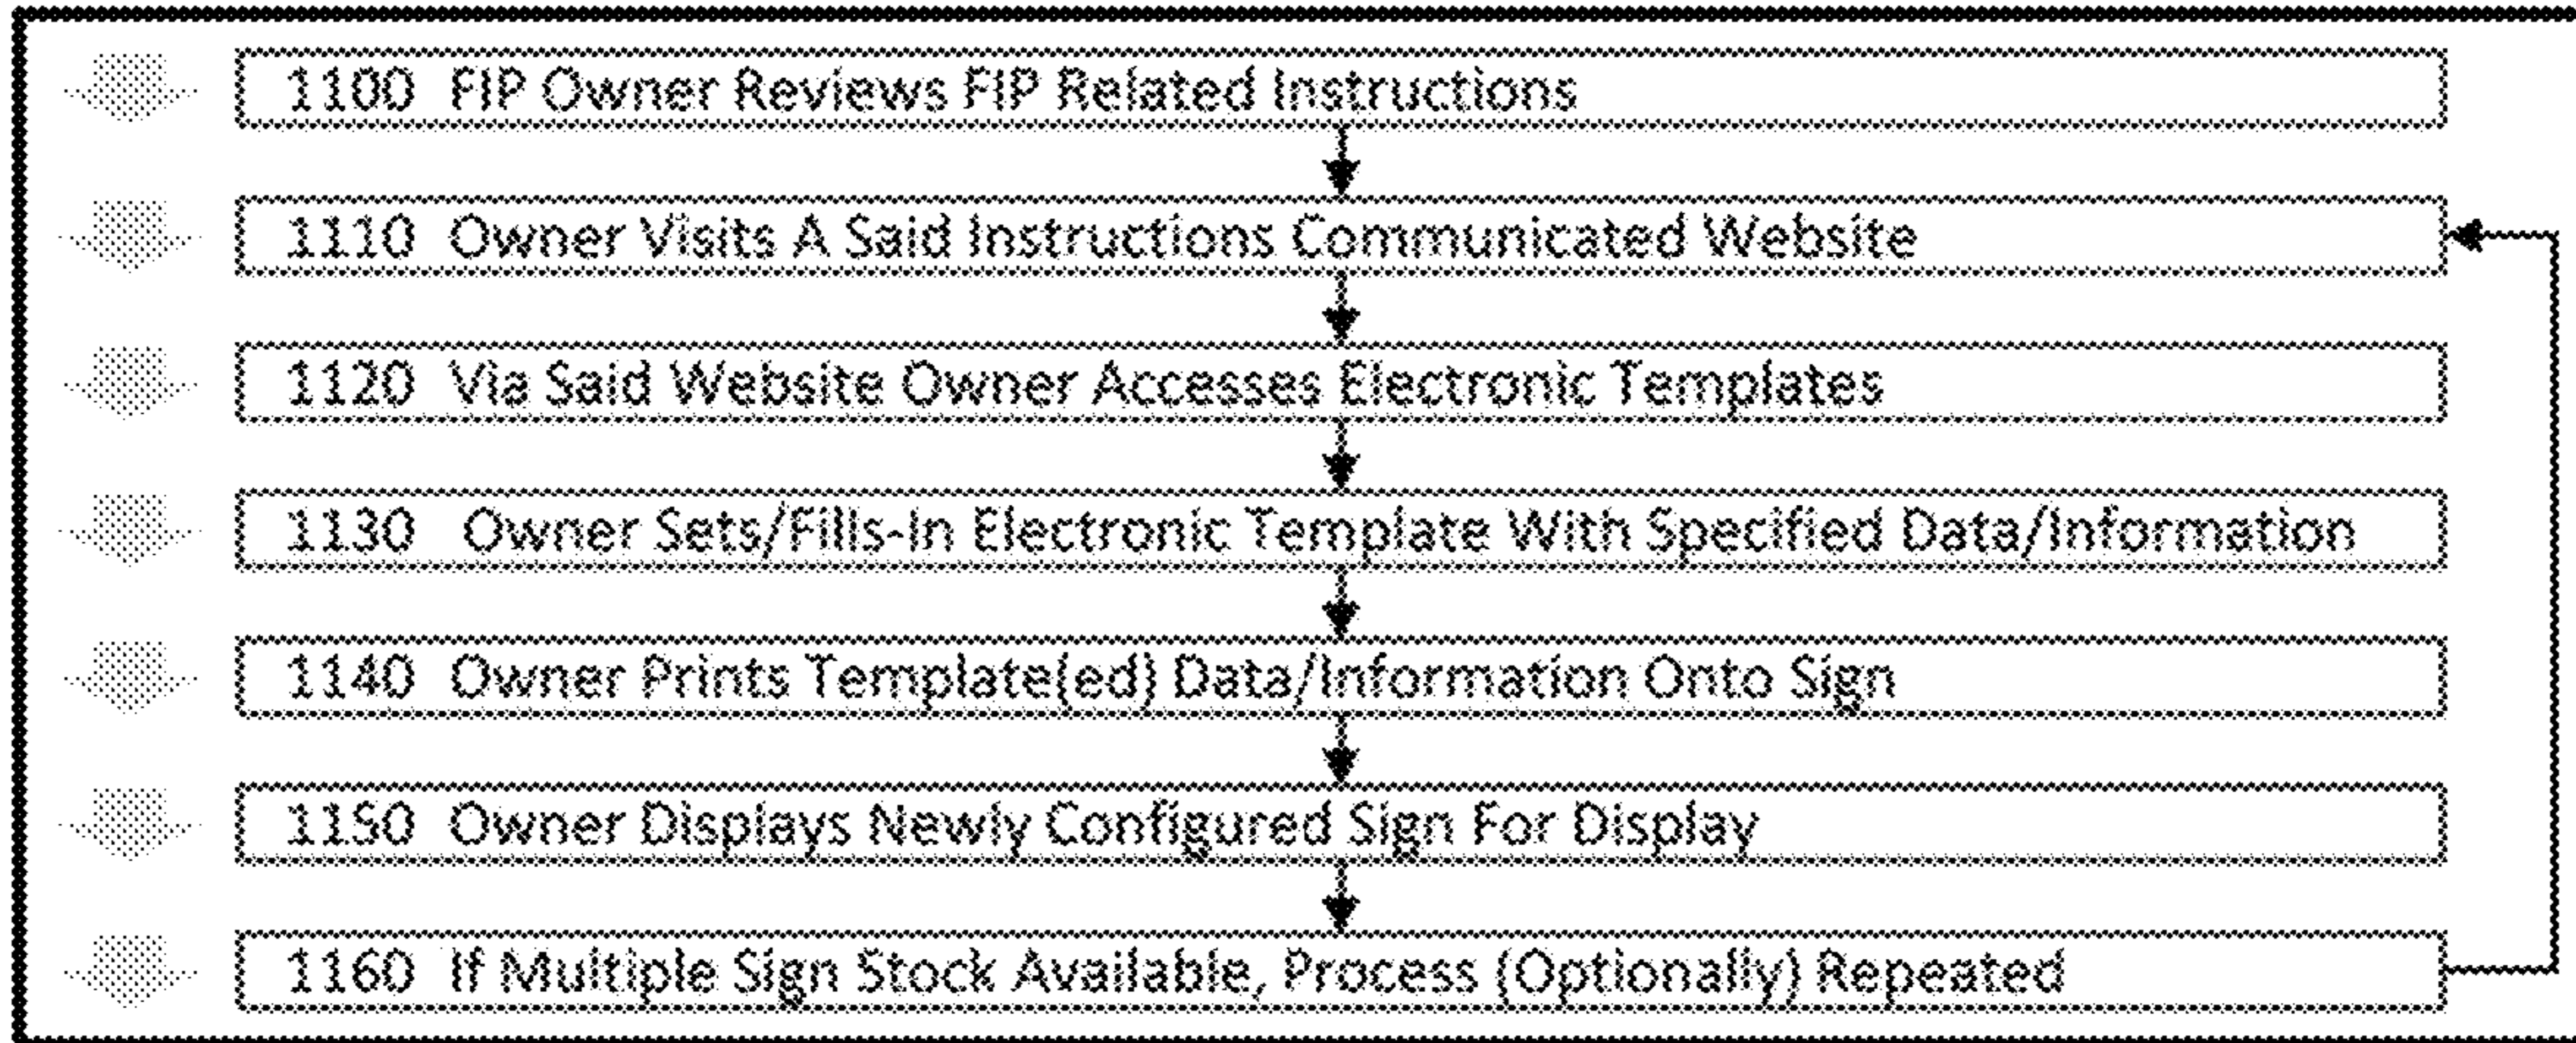 1100 FIP Owner Reviews FIP Related Instructions
1110 Owner Visits A Said Instructions Communicated Website
1120 Via Said Website Owner Accesses Electronic Templates
1130 Owner Sets/Fills-In Electronic Template With Specified Data/Information
1140 Owner Prints Template(ed) Data/Information Onto Sign
1150 Owner Displays Newly Configured Sign For Display
1160 If Multiple Sign Stock Available, Process (Optionally) Repeated